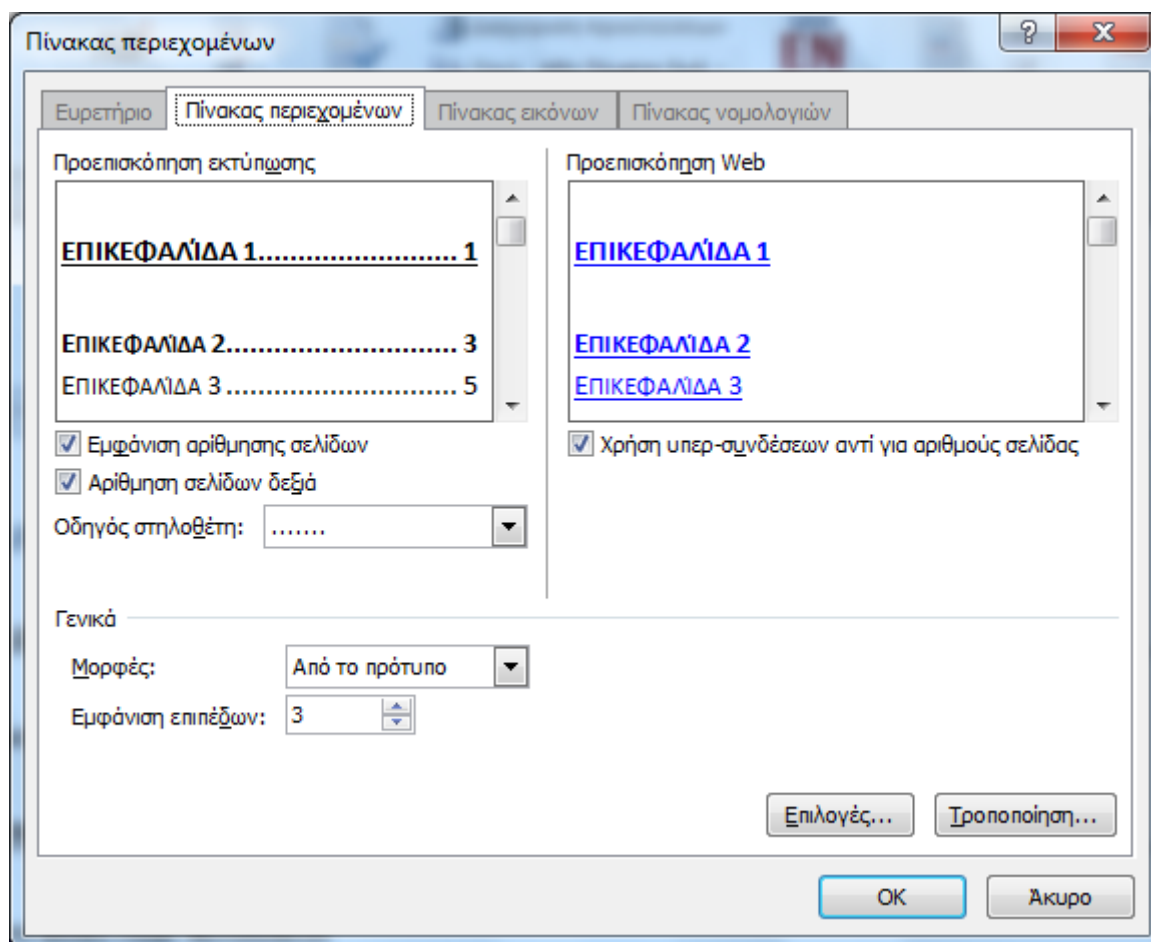 Πίνακας περιεχομένων
Ευρετήριο Πίνακας περιεχομένων Πίνακας εικόνων Πίνακας νομολογιών
Προεπισκόπηση εκτύπωσης
ΕΠΙΚΕΦΑΛΊΔΑ 1......................... 1
ΕΠΙΚΕΦΑΛΊΔΑ 2............................. 3
ΕΠΙΚΕΦΑΛΊΔΑ 3 ............................. 5
Εμφάνιση αρίθμησης σελίδων
Αρίθμηση σελίδων δεξιά
Οδηγός στηλοθέτη: .......
Προεπισκόπηση Web
ΕΠΙΚΕΦΑΛΊΔΑ 1
ΕΠΙΚΕΦΑΛΊΔΑ 2
ΕΠΙΚΕΦΑΛΊΔΑ 3
Χρήση υπερ-συνδέσεων αντί για αριθμούς σελίδας
Γενικά
Μορφές: Από το πρότυπο
Εμφάνιση επιπέδων: 3
Επιλογές... Τροποποίηση...
OK Άκυρο